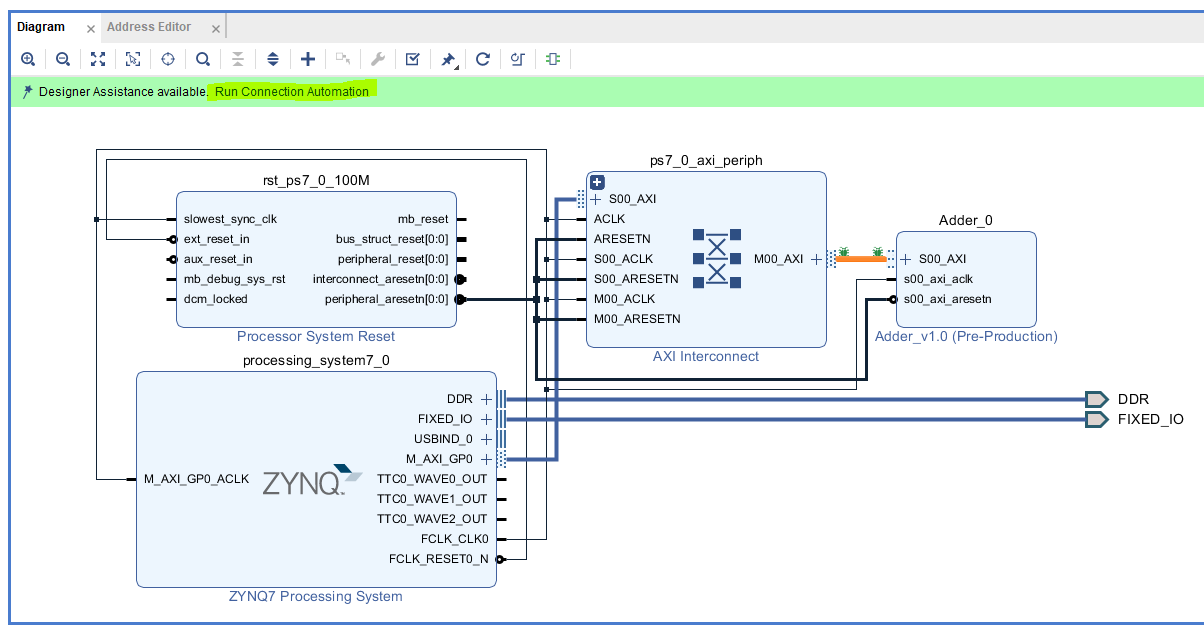 Diagram
Address Editor
Designer Assistance available. Run Connection Automation
rst_ps7_0_100M
slowest_sync_clk
ext_reset_in
aux_reset_in
mb_debug_sys_rst
dcm_locked
mb_reset
bus_struct_reset[0:0]
peripheral_reset[0:0]
interconnect_aresetn[0:0]
peripheral_aresetn[0:0]
Processor System Reset
ps7_0_axi_periph
S00_AXI
ACLK
ARESETN
S00_ACLK
S00_ARESETN
M00_ACLK
M00_ARESETN
M00_AXI
AXI Interconnect
Adder_0
S00_AXI
s00_axi_aclk
s00_axi_aresetn
Adder_v1.0 (Pre-Production)
processing_system7_0
M_AXI_GP0_ACLK
ZYNQ
DDR
FIXED_IO
USBIND_0
M_AXI_GP0
TTC0_WAVE0_OUT
TTC0_WAVE1_OUT
TTC0_WAVE2_OUT
FCLK_CLK0
FCLK_RESET0_N
ZYNQ7 Processing System
DDR
FIXED_IO